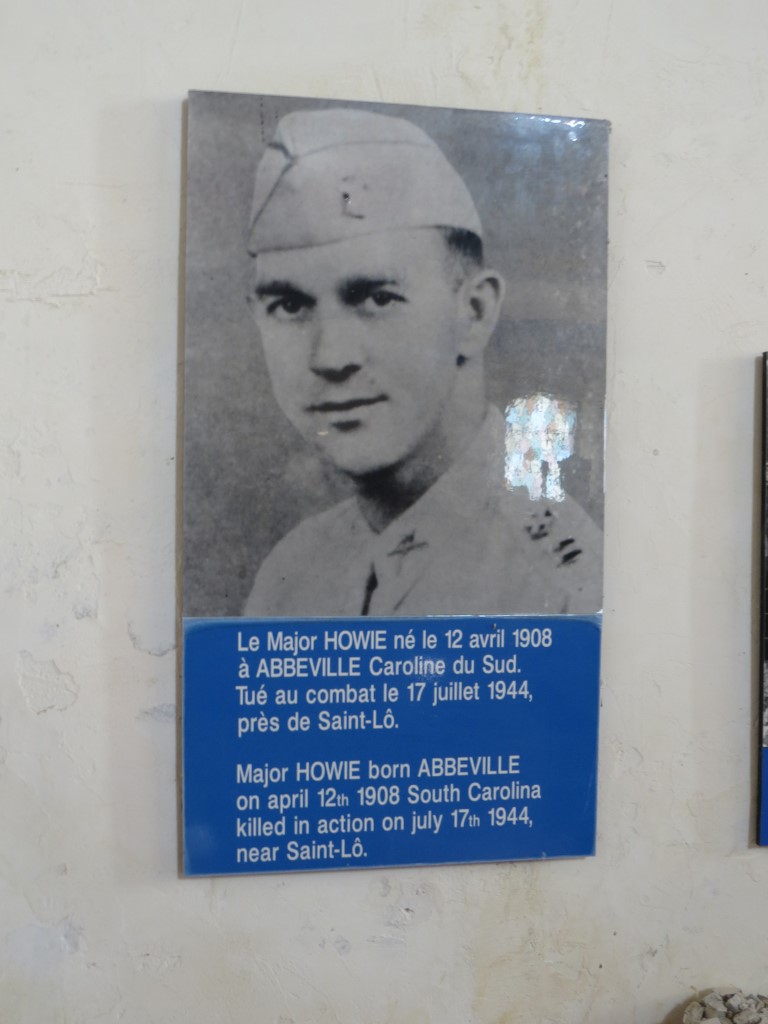 Le Major HOWIE né le 12 avril 1908
à ABBEVILLE Caroline du Sud.
Tué au combat le 17 juillet 1944,
près de Saint-Lô.
Major HOWIE born ABBEVILLE
on april 12th 1908 South Carolina
killed in action on july 17th 1944,
near Saint-Lô.